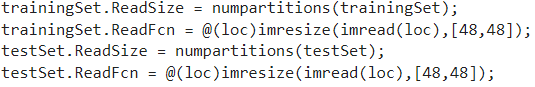 trainingSet.ReadSize = numpartitions(trainingSet);
trainingSet.ReadFcn = @(loc)imresize(imread(loc),[48,48]);
testSet.ReadSize = numpartitions(testSet);
testSet.ReadFcn = @(loc)imresize(imread(loc),[48,48]);